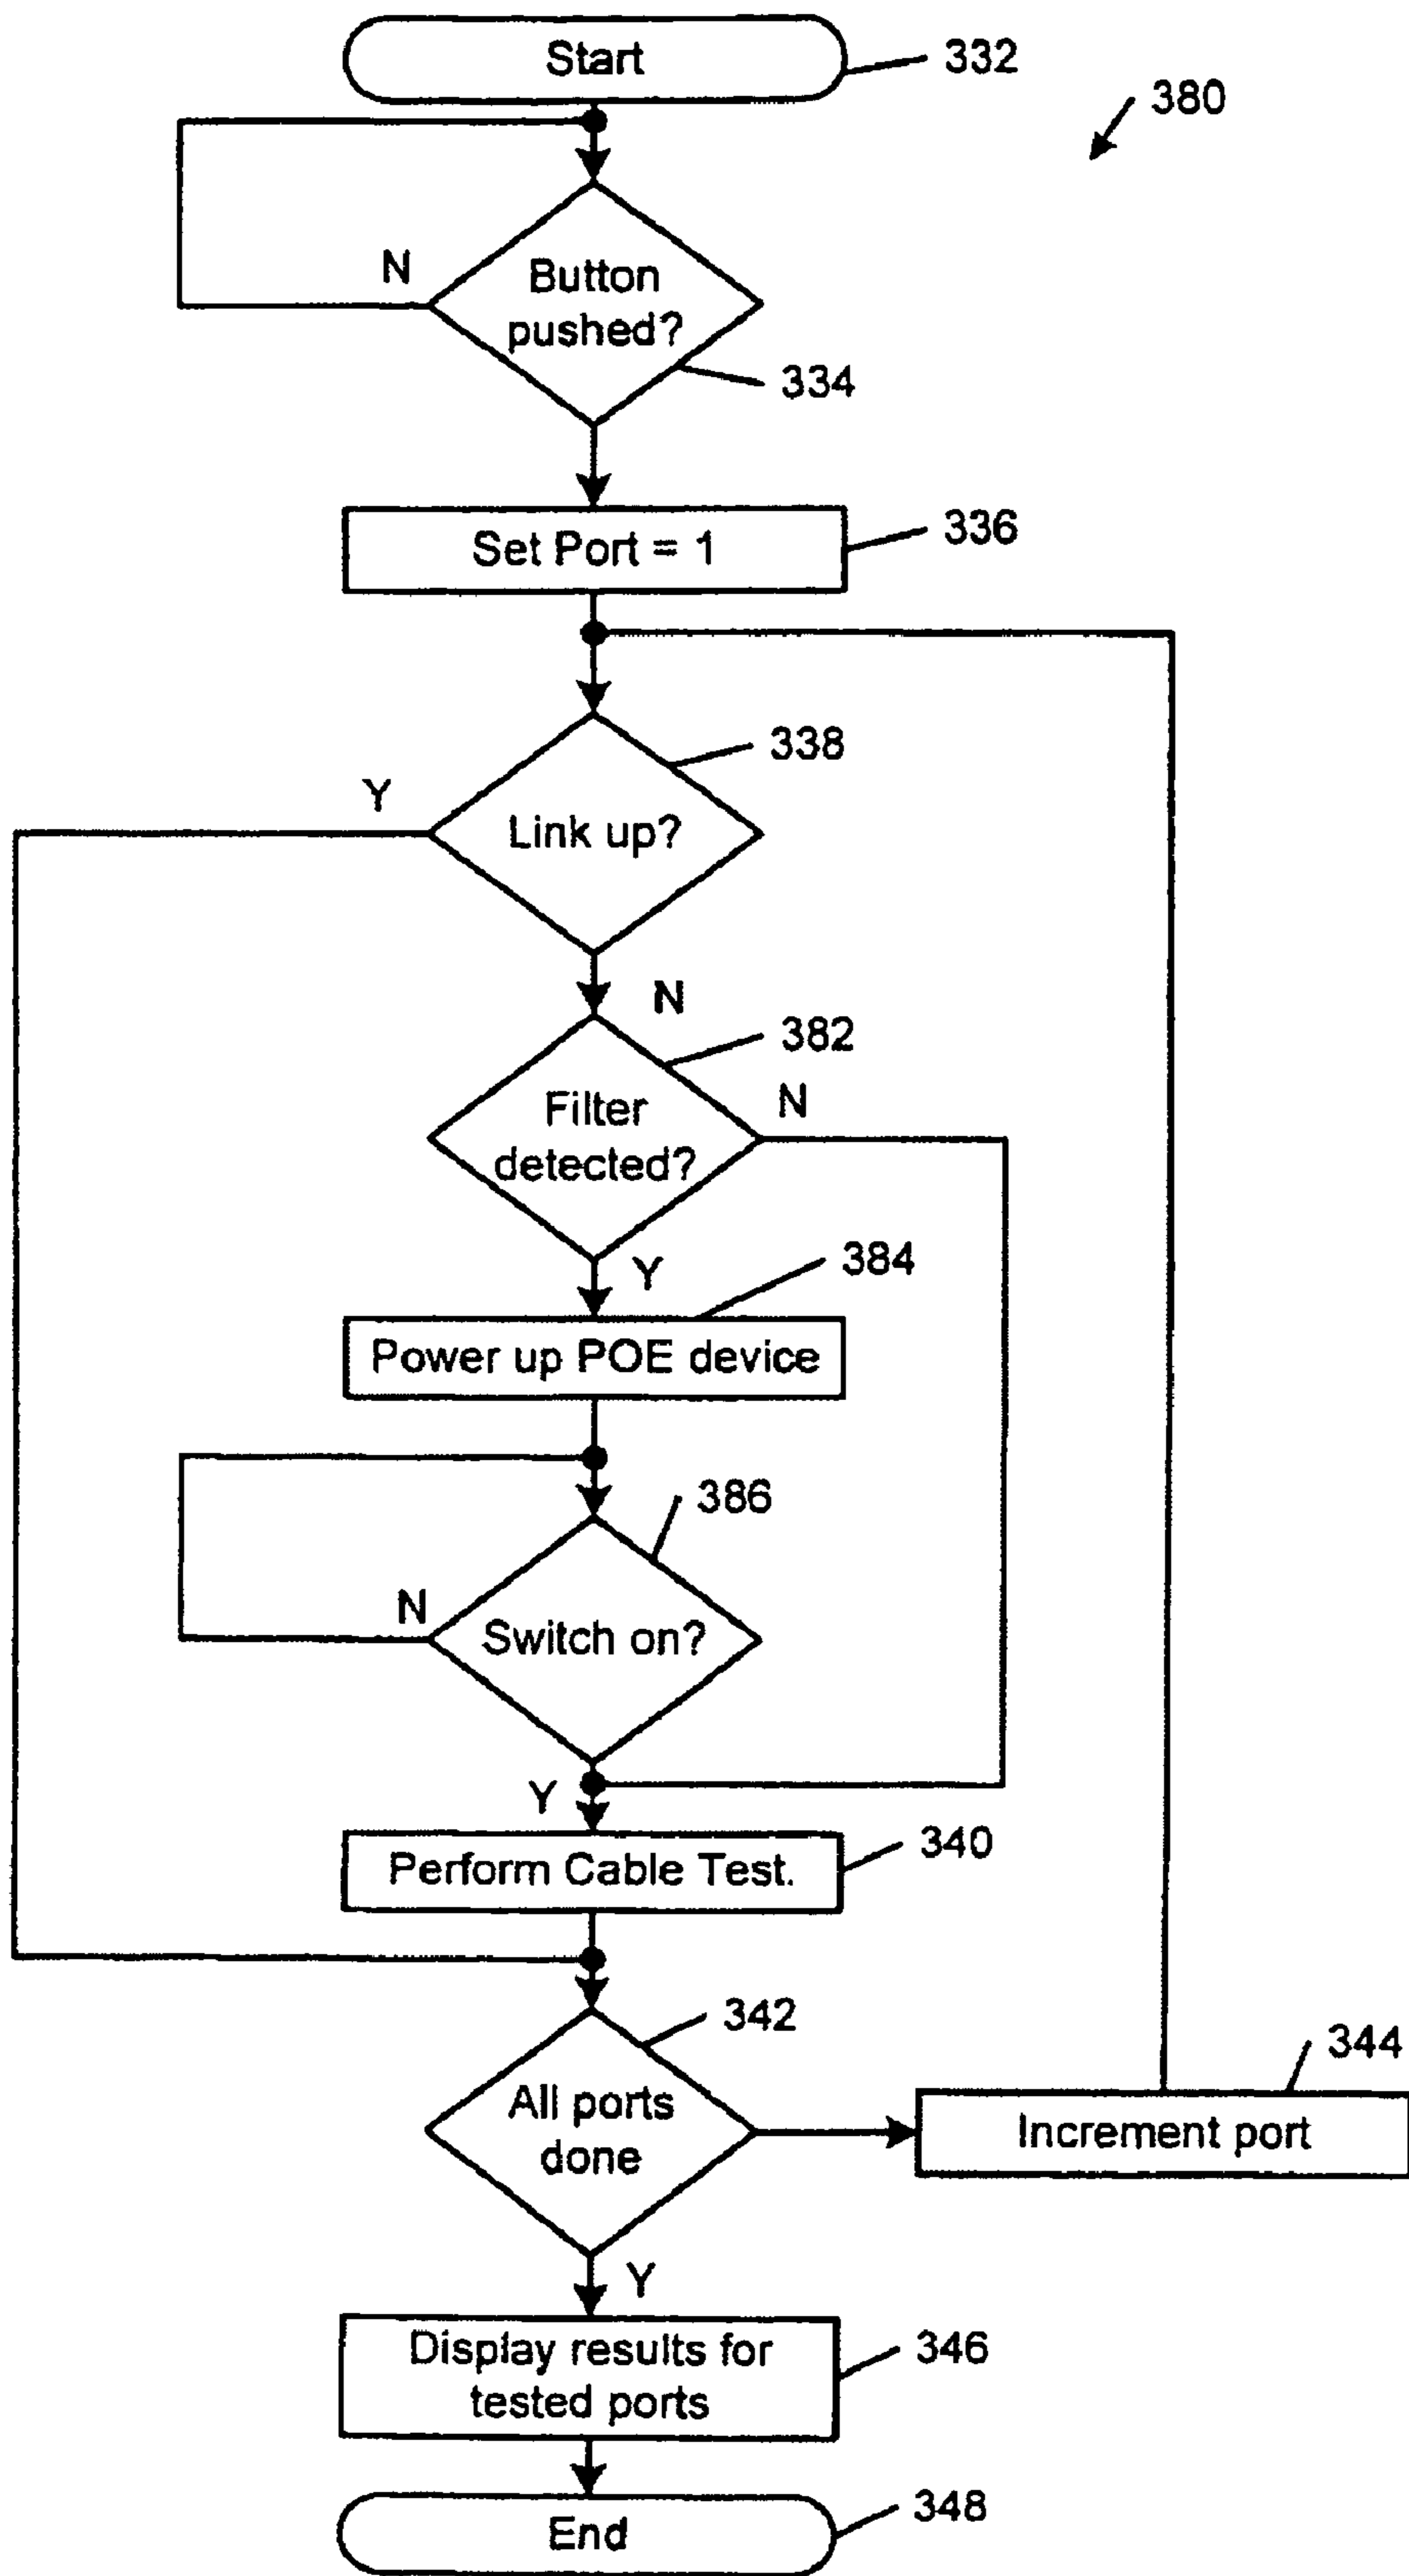 Start
332
380
N
Button
pushed?
334
Set Port = 1
336
338
Y
Link up?
N
382
N
Filter
detected?
Y
384
Power up POE device
386
N
Switch on?
Y
Perform Cable Test.
340
342
All ports
done
344
Increment port
Y
Display results for
tested ports
346
End
348